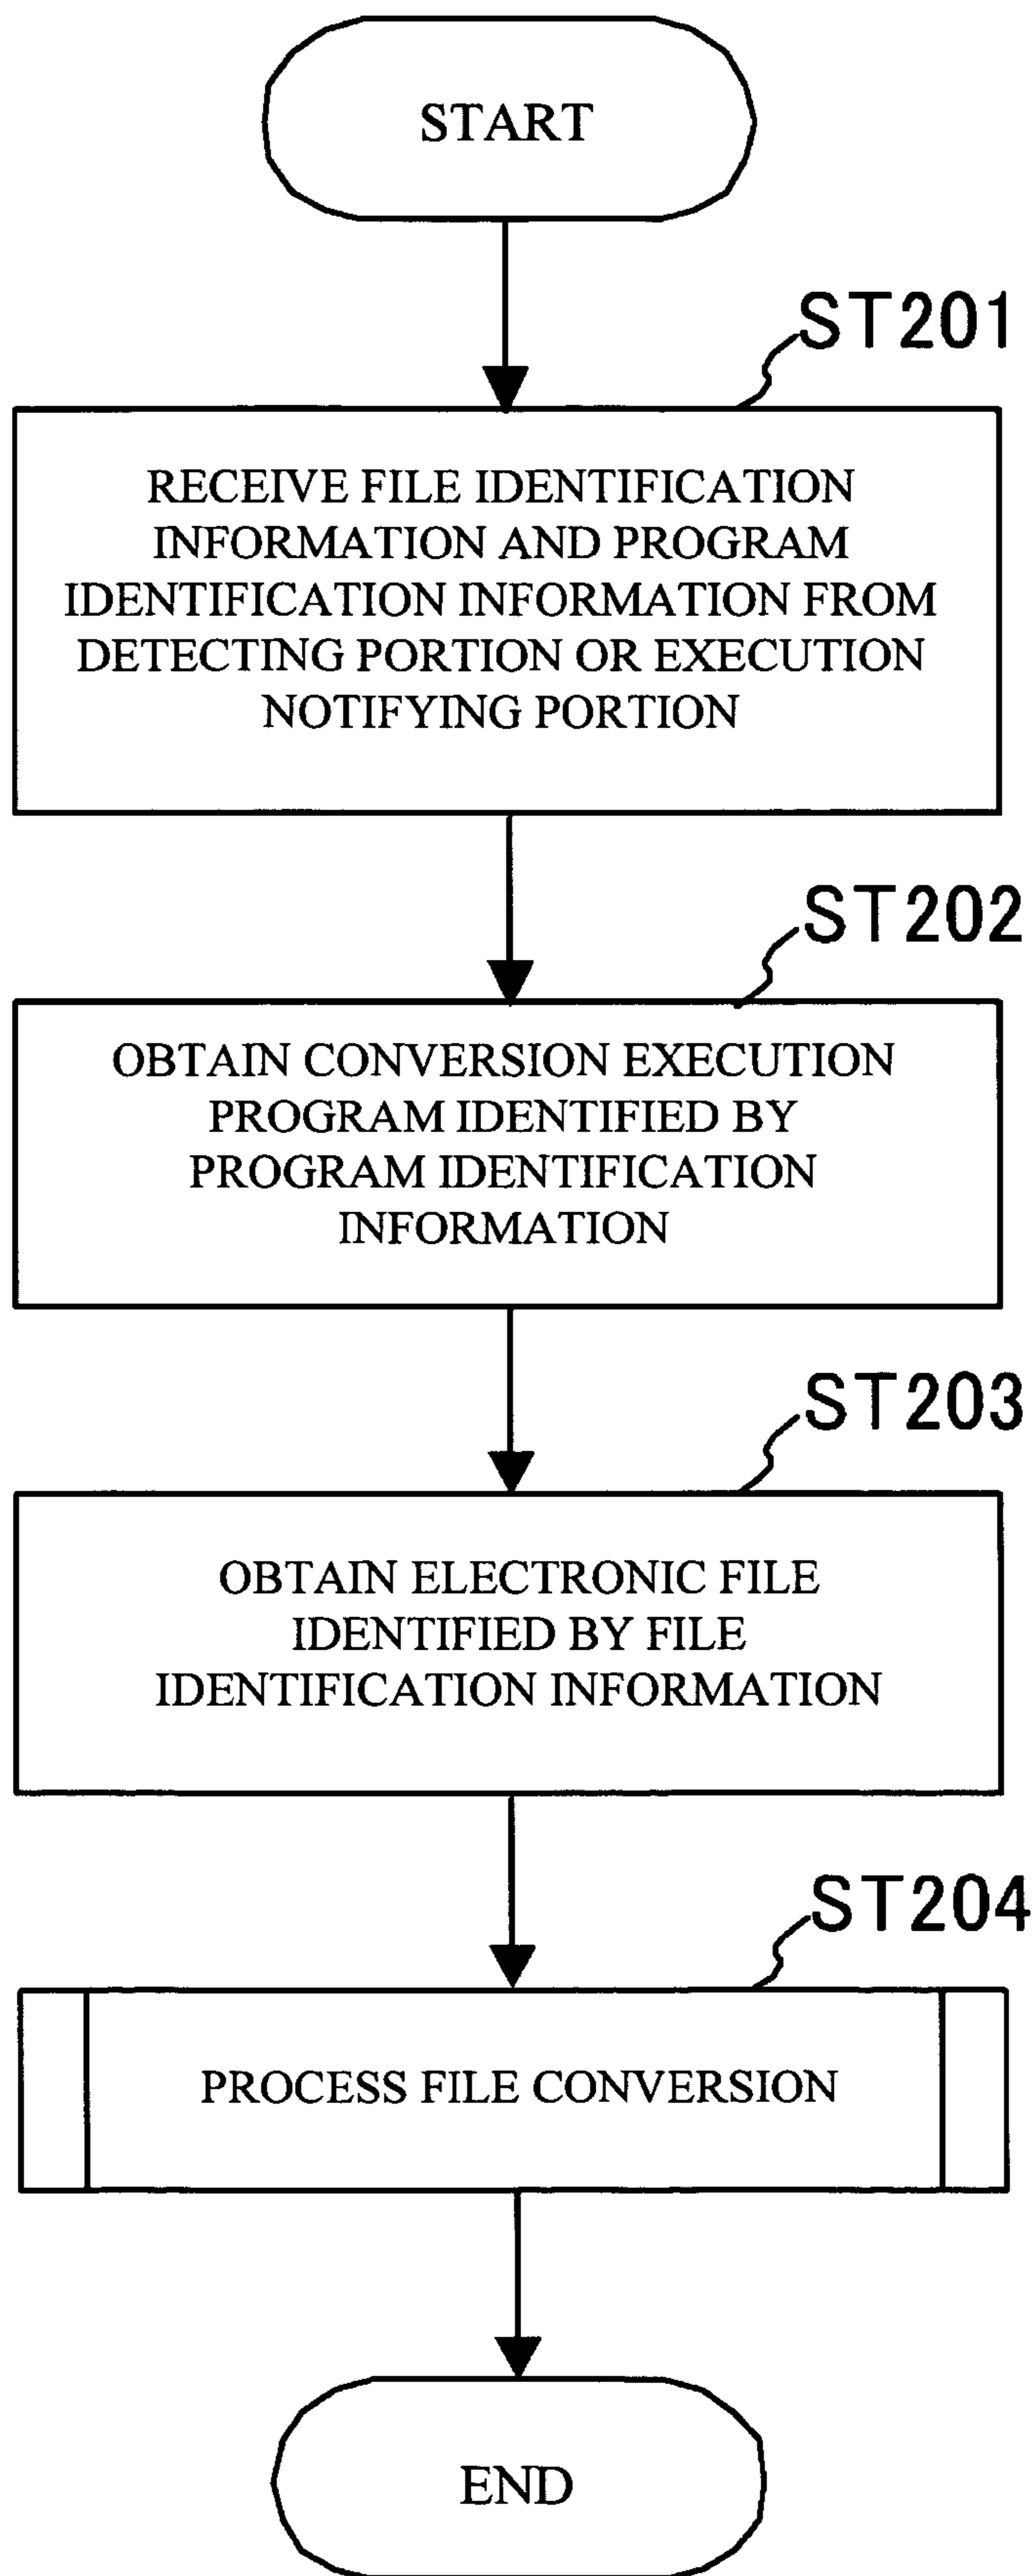 START
ST201
RECEIVE FILE IDENTIFICATION
INFORMATION AND PROGRAM
IDENTIFICATION INFORMATION FROM
DETECTING PORTION OR EXECUTION
NOTIFYING PORTION
ST202
OBTAIN CONVERSION EXECUTION
PROGRAM IDENTIFIED BY
PROGRAM IDENTIFICATION
INFORMATION
ST203
OBTAIN ELECTRONIC FILE
IDENTIFIED BY FILE
IDENTIFICATION INFORMATION
ST204
PROCESS FILE CONVERSION
END